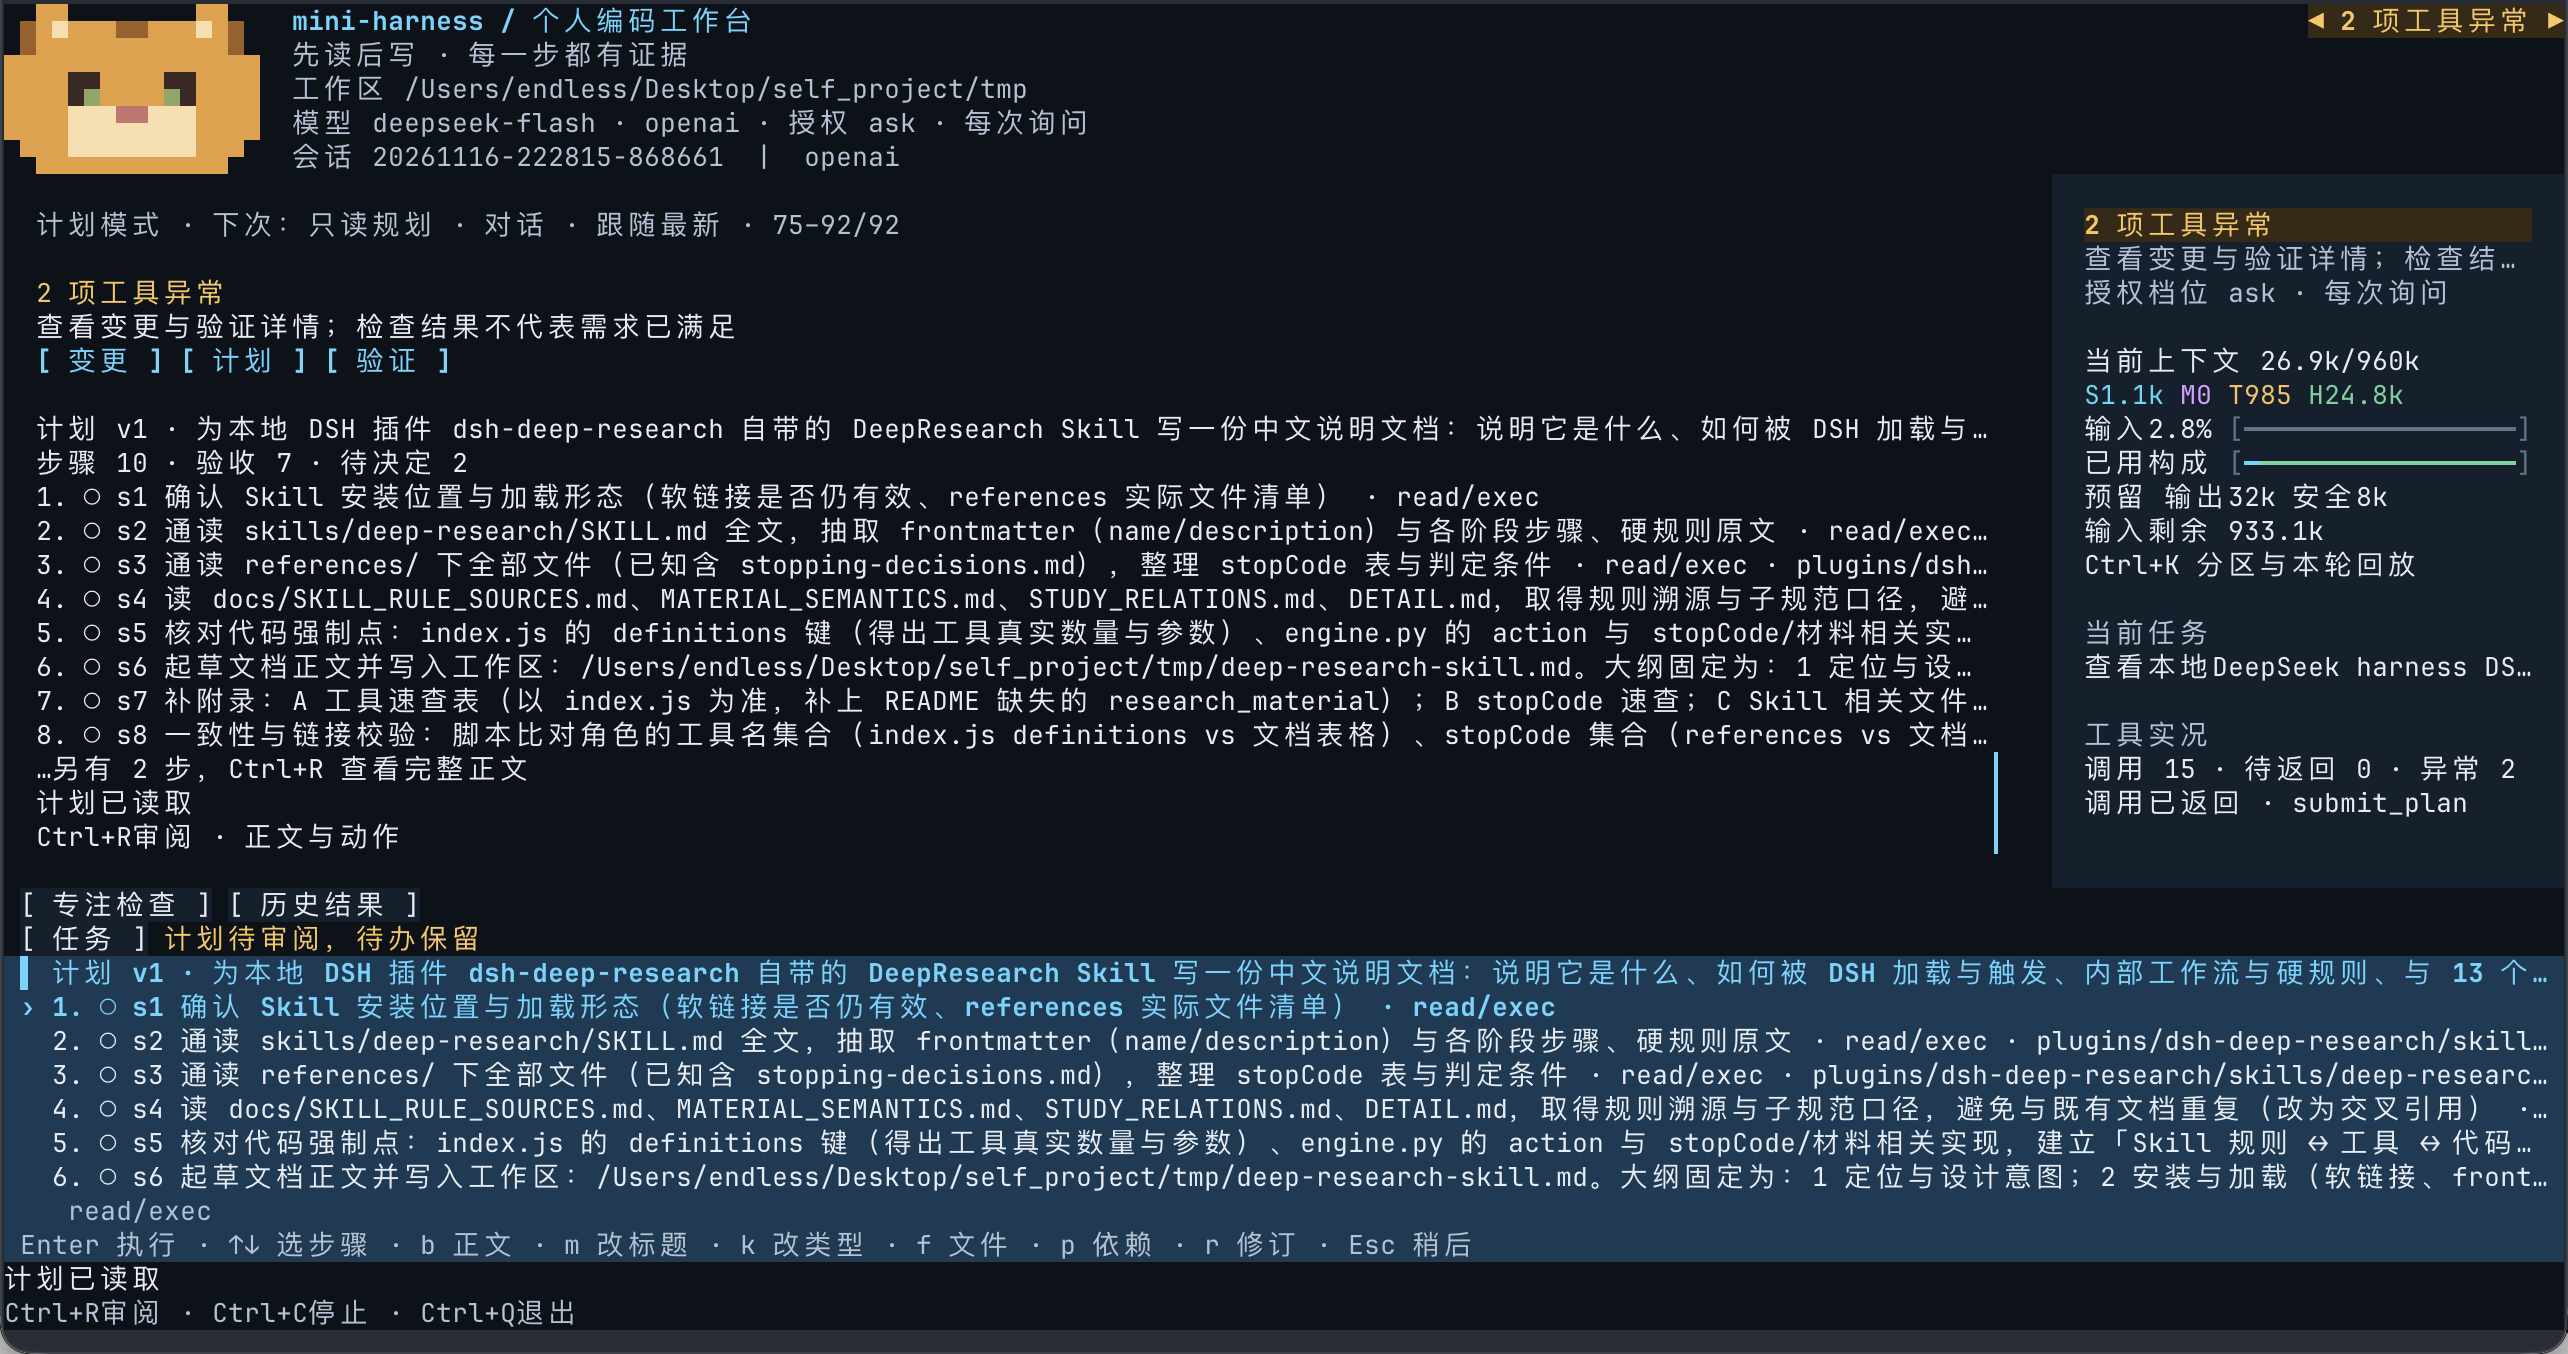 mini-harness / 个人编码工作台
◀ 2 项工具异常 ▶
先读后写 · 每一步都有证据
工作区 /Users/endless/Desktop/self_project/tmp
模型 deepseek-flash · openai · 授权 ask · 每次询问
会话 20261116-222815-868661 | openai
计划模式 · 下次：只读规划 · 对话 · 跟随最新 · 75-92/92
2 项工具异常
查看变更与验证详情；检查结果不代表需求已满足
[ 变更 ] [ 计划 ] [ 验证 ]
计划 v1 · 为本地 DSH 插件 dsh-deep-research 自带的 DeepResearch Skill 写一份中文说明文档：说明它是什么、如何被 DSH 加载与…
步骤 10 · 验收 7 · 待决定 2
1. ○ s1 确认 Skill 安装位置与加载形态（软链接是否仍有效、references 实际文件清单） · read/exec
2. ○ s2 通读 skills/deep-research/SKILL.md 全文，抽取 frontmatter（name/description）与各阶段步骤、硬规则原文 · read/exec…
3. ○ s3 通读 references/ 下全部文件（已知含 stopping-decisions.md），整理 stopCode 表与判定条件 · read/exec · plugins/dsh…
4. ○ s4 读 docs/SKILL_RULE_SOURCES.md、MATERIAL_SEMANTICS.md、STUDY_RELATIONS.md、DETAIL.md，取得规则溯源与子规范口径，避…
5. ○ s5 核对代码强制点：index.js 的 definitions 键（得出工具真实数量与参数）、engine.py 的 action 与 stopCode/材料相关实…
6. ○ s6 起草文档正文并写入工作区：/Users/endless/Desktop/self_project/tmp/deep-research-skill.md。大纲固定为：1 定位与设…
7. ○ s7 补附录：A 工具速查表（以 index.js 为准，补上 README 缺失的 research_material）；B stopCode 速查；C Skill 相关文件…
8. ○ s8 一致性与链接校验：脚本比对角色的工具名集合（index.js definitions vs 文档表格）、stopCode 集合（references vs 文档…
…另有 2 步，Ctrl+R 查看完整正文
计划已读取
Ctrl+R审阅 · 正文与动作
2 项工具异常
查看变更与验证详情；检查结…
授权档位 ask · 每次询问
当前上下文 26.9k/960k
S1.1k M0 T985 H24.8k
输入2.8% [ ]
已用构成 [ ]
预留 输出32k 安全8k
输入剩余 933.1k
Ctrl+K 分区与本轮回放
当前任务
查看本地DeepSeek harness DS…
工具实况
调用 15 · 待返回 0 · 异常 2
调用已返回 · submit_plan
[ 专注检查 ] [ 历史结果 ]
[ 任务 ] 计划待审阅，待办保留
计划 v1 · 为本地 DSH 插件 dsh-deep-research 自带的 DeepResearch Skill 写一份中文说明文档：说明它是什么、如何被 DSH 加载与触发、内部工作流与硬规则、与 13 个…
› 1. ○ s1 确认 Skill 安装位置与加载形态（软链接是否仍有效、references 实际文件清单） · read/exec
2. ○ s2 通读 skills/deep-research/SKILL.md 全文，抽取 frontmatter（name/description）与各阶段步骤、硬规则原文 · read/exec · plugins/dsh-deep-research/skill…
3. ○ s3 通读 references/ 下全部文件（已知含 stopping-decisions.md），整理 stopCode 表与判定条件 · read/exec · plugins/dsh-deep-research/skills/deep-researc…
4. ○ s4 读 docs/SKILL_RULE_SOURCES.md、MATERIAL_SEMANTICS.md、STUDY_RELATIONS.md、DETAIL.md，取得规则溯源与子规范口径，避免与既有文档重复（改为交叉引用） ·…
5. ○ s5 核对代码强制点：index.js 的 definitions 键（得出工具真实数量与参数）、engine.py 的 action 与 stopCode/材料相关实现，建立「Skill 规则 ↔ 工具 ↔ 代码…
6. ○ s6 起草文档正文并写入工作区：/Users/endless/Desktop/self_project/tmp/deep-research-skill.md。大纲固定为：1 定位与设计意图；2 安装与加载（软链接、front…
read/exec
Enter 执行 · ↑↓ 选步骤 · b 正文 · m 改标题 · k 改类型 · f 文件 · p 依赖 · r 修订 · Esc 稍后
计划已读取
Ctrl+R审阅 · Ctrl+C停止 · Ctrl+Q退出